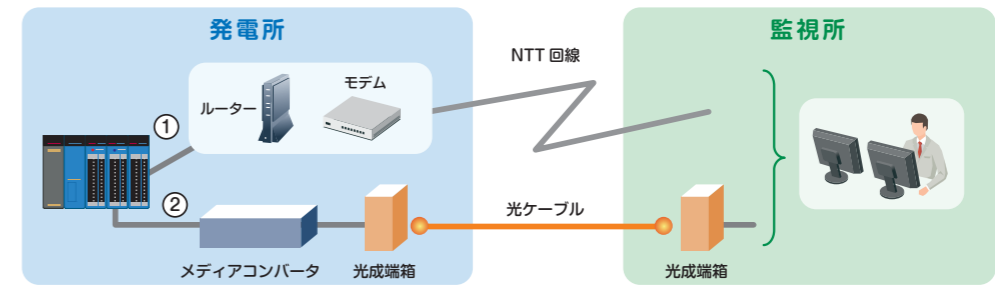 発電所
監視所
NTT 回線
モデム
ルーター
①
②
光ケーブル
メディアコンバータ
光成端箱
光成端箱